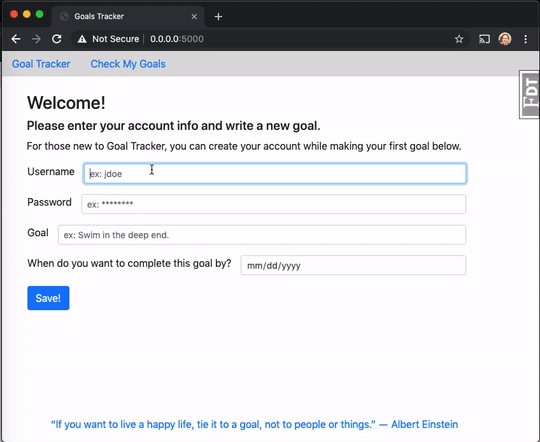 Goals Tracker
Not Secure 0.0.0.0:5000
Goal Tracker Check My Goals
FDT
Welcome!
Please enter your account info and write a new goal.
For those new to Goal Tracker, you can create your account while making your first goal below.
Username ex: jdoe
Password ex: ********
Goal ex: Swim in the deep end.
When do you want to complete this goal by? mm/dd/yyyy
Save!
“If you want to live a happy life, tie it to a goal, not to people or things.” — Albert Einstein